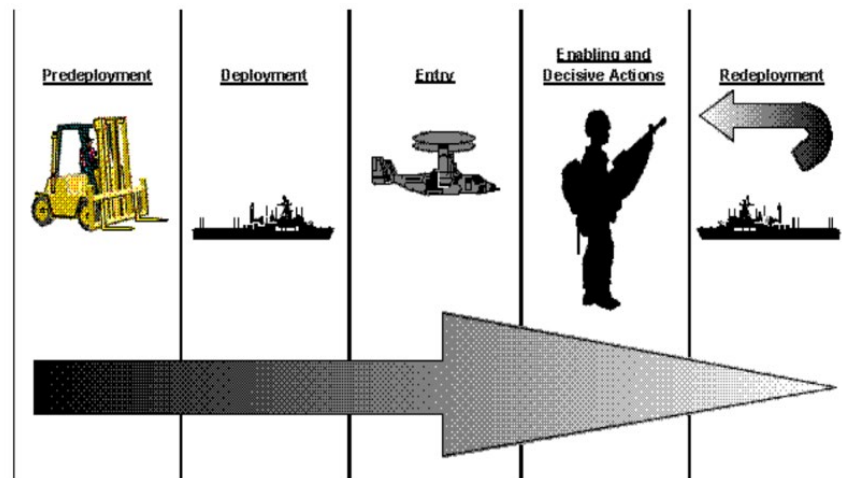 Predeployment
Deployment
Entry
Enabling and
Decisive Actions
Redeployment